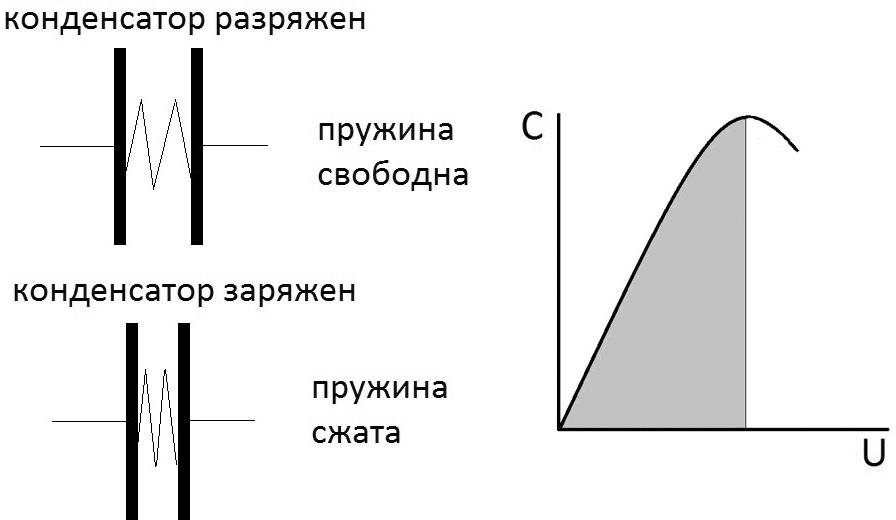 конденсатор разряжен
пружина
свободна
конденсатор заряжен
пружина
сжата
C
U